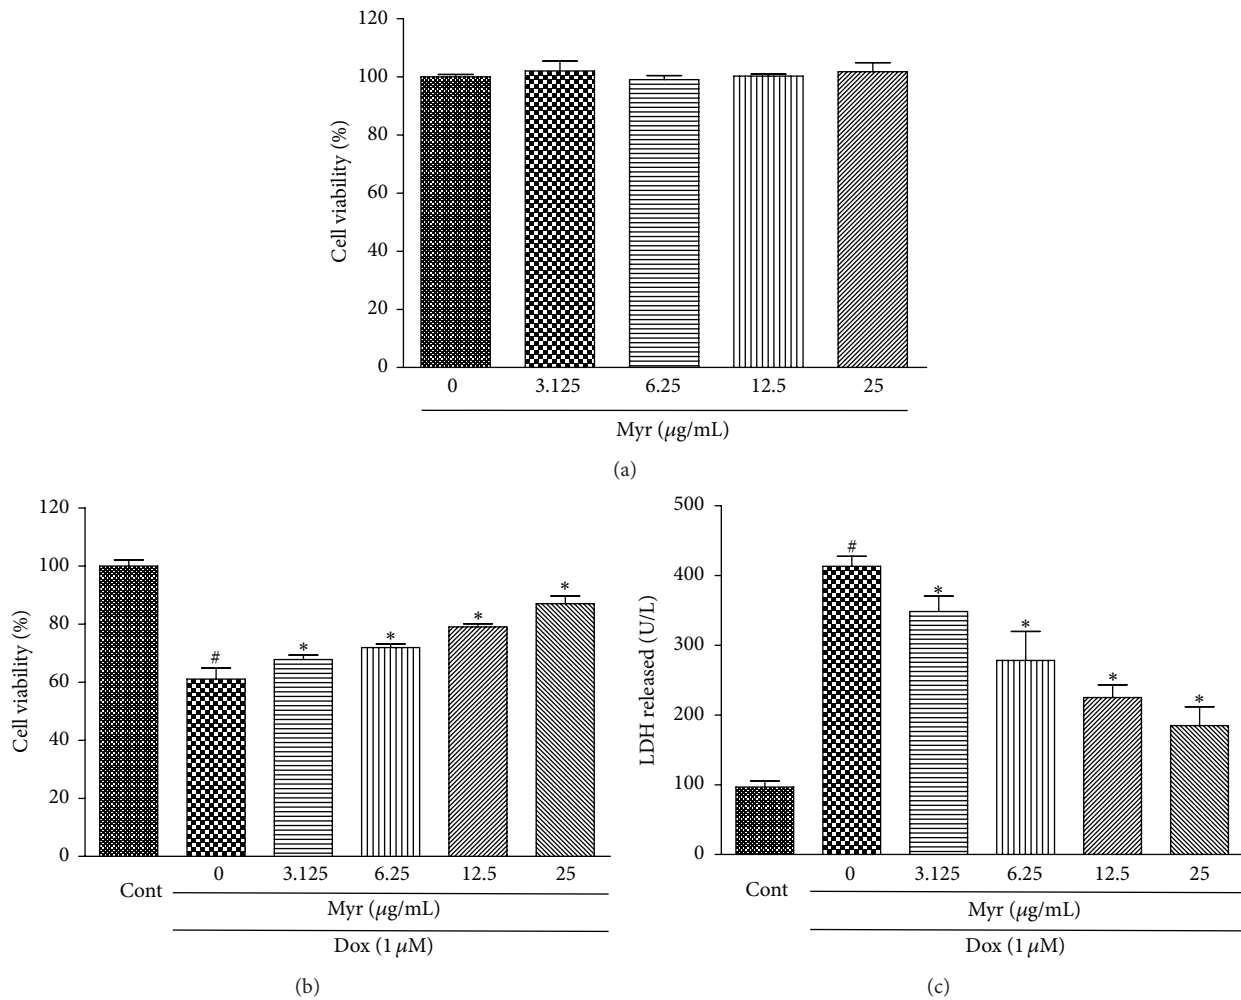 120
100
80
60
40
20
0
Cell viability (%)
0 3.125 6.25 12.5 25
Myr (μg/mL)
(a)
120
100
80
60
40
20
0
Cell viability (%)
#
*
*
*
*
Cont 0 3.125 6.25 12.5 25
Myr (μg/mL)
Dox (1 μM)
(b)
500
400
300
200
100
0
LDH released (U/L)
#
*
*
*
*
Cont 0 3.125 6.25 12.5 25
Myr (μg/mL)
Dox (1 μM)
(c)